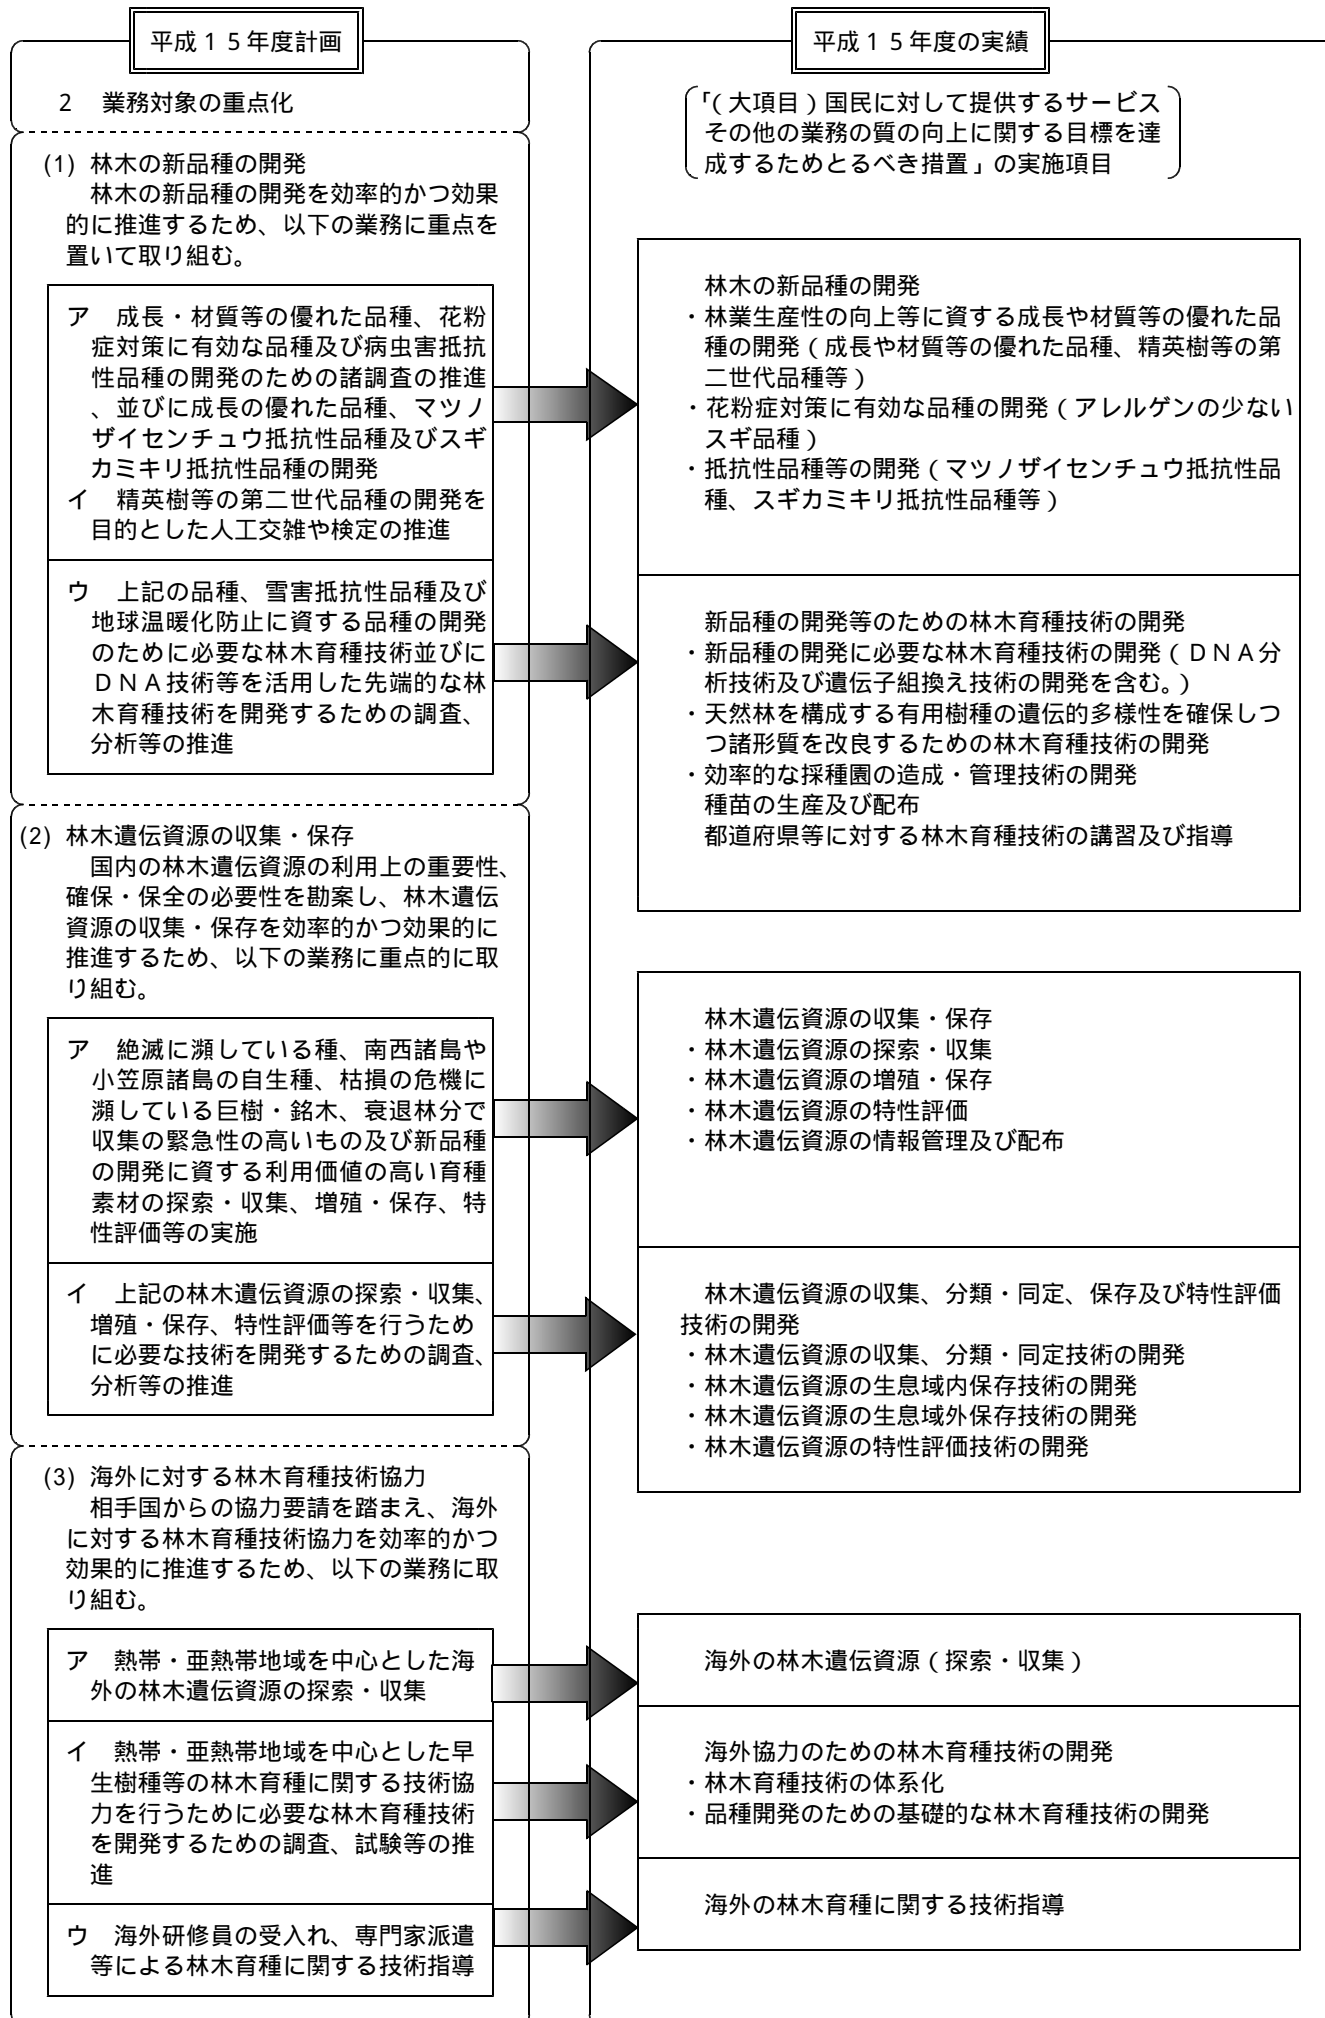 平成１５年度計画
2　業務対象の重点化
(1) 林木の新品種の開発
林木の新品種の開発を効率的かつ効果
的に推進するため、以下の業務に重点を
置いて取り組む。
ア　成長・材質等の優れた品種、花粉
症対策に有効な品種及び病虫害抵抗
性品種の開発のための諸調査の推進
、並びに成長の優れた品種、マツノ
ザイセンチュウ抵抗性品種及びスギ
カミキリ抵抗性品種の開発
イ　精英樹等の第二世代品種の開発を
目的とした人工交雑や検定の推進
ウ　上記の品種、雪害抵抗性品種及び
地球温暖化防止に資する品種の開発
のために必要な林木育種技術並びに
ＤＮＡ技術等を活用した先端的な林
木育種技術を開発するための調査、
分析等の推進
(2) 林木遺伝資源の収集・保存
国内の林木遺伝資源の利用上の重要性、
確保・保全の必要性を勘案し、林木遺伝
資源の収集・保存を効率的かつ効果的に
推進するため、以下の業務に重点的に取
り組む。
ア　絶滅に瀕している種、南西諸島や
小笠原諸島の自生種、枯損の危機に
瀕している巨樹・銘木、衰退林分で
収集の緊急性の高いもの及び新品種
の開発に資する利用価値の高い育種
素材の探索・収集、増殖・保存、特
性評価等の実施
イ　上記の林木遺伝資源の探索・収集、
増殖・保存、特性評価等を行うため
に必要な技術を開発するための調査、
分析等の推進
(3) 海外に対する林木育種技術協力
相手国からの協力要請を踏まえ、海外
に対する林木育種技術協力を効率的かつ
効果的に推進するため、以下の業務に取
り組む。
ア　熱帯・亜熱帯地域を中心とした海
外の林木遺伝資源の探索・収集
イ　熱帯・亜熱帯地域を中心とした早
生樹種等の林木育種に関する技術協
力を行うために必要な林木育種技術
を開発するための調査、試験等の推
進
ウ　海外研修員の受入れ、専門家派遣
等による林木育種に関する技術指導
平成１５年度の実績
「（大項目）国民に対して提供するサービス
その他の業務の質の向上に関する目標を達
成するためとるべき措置」の実施項目
林木の新品種の開発
・林業生産性の向上等に資する成長や材質等の優れた品
種の開発（成長や材質等の優れた品種、精英樹等の第
二世代品種等）
・花粉症対策に有効な品種の開発（アレルゲンの少ない
スギ品種）
・抵抗性品種等の開発（マツノザイセンチュウ抵抗性品
種、スギカミキリ抵抗性品種等）
新品種の開発等のための林木育種技術の開発
・新品種の開発に必要な林木育種技術の開発（ＤＮＡ分
析技術及び遺伝子組換え技術の開発を含む。）
・天然林を構成する有用樹種の遺伝的多様性を確保しつ
つ諸形質を改良するための林木育種技術の開発
・効率的な採種園の造成・管理技術の開発
種苗の生産及び配布
都道府県等に対する林木育種技術の講習及び指導
林木遺伝資源の収集・保存
・林木遺伝資源の探索・収集
・林木遺伝資源の増殖・保存
・林木遺伝資源の特性評価
・林木遺伝資源の情報管理及び配布
林木遺伝資源の収集、分類・同定、保存及び特性評価
技術の開発
・林木遺伝資源の収集、分類・同定技術の開発
・林木遺伝資源の生息域内保存技術の開発
・林木遺伝資源の生息域外保存技術の開発
・林木遺伝資源の特性評価技術の開発
海外の林木遺伝資源（探索・収集）
海外協力のための林木育種技術の開発
・林木育種技術の体系化
・品種開発のための基礎的な林木育種技術の開発
海外の林木育種に関する技術指導